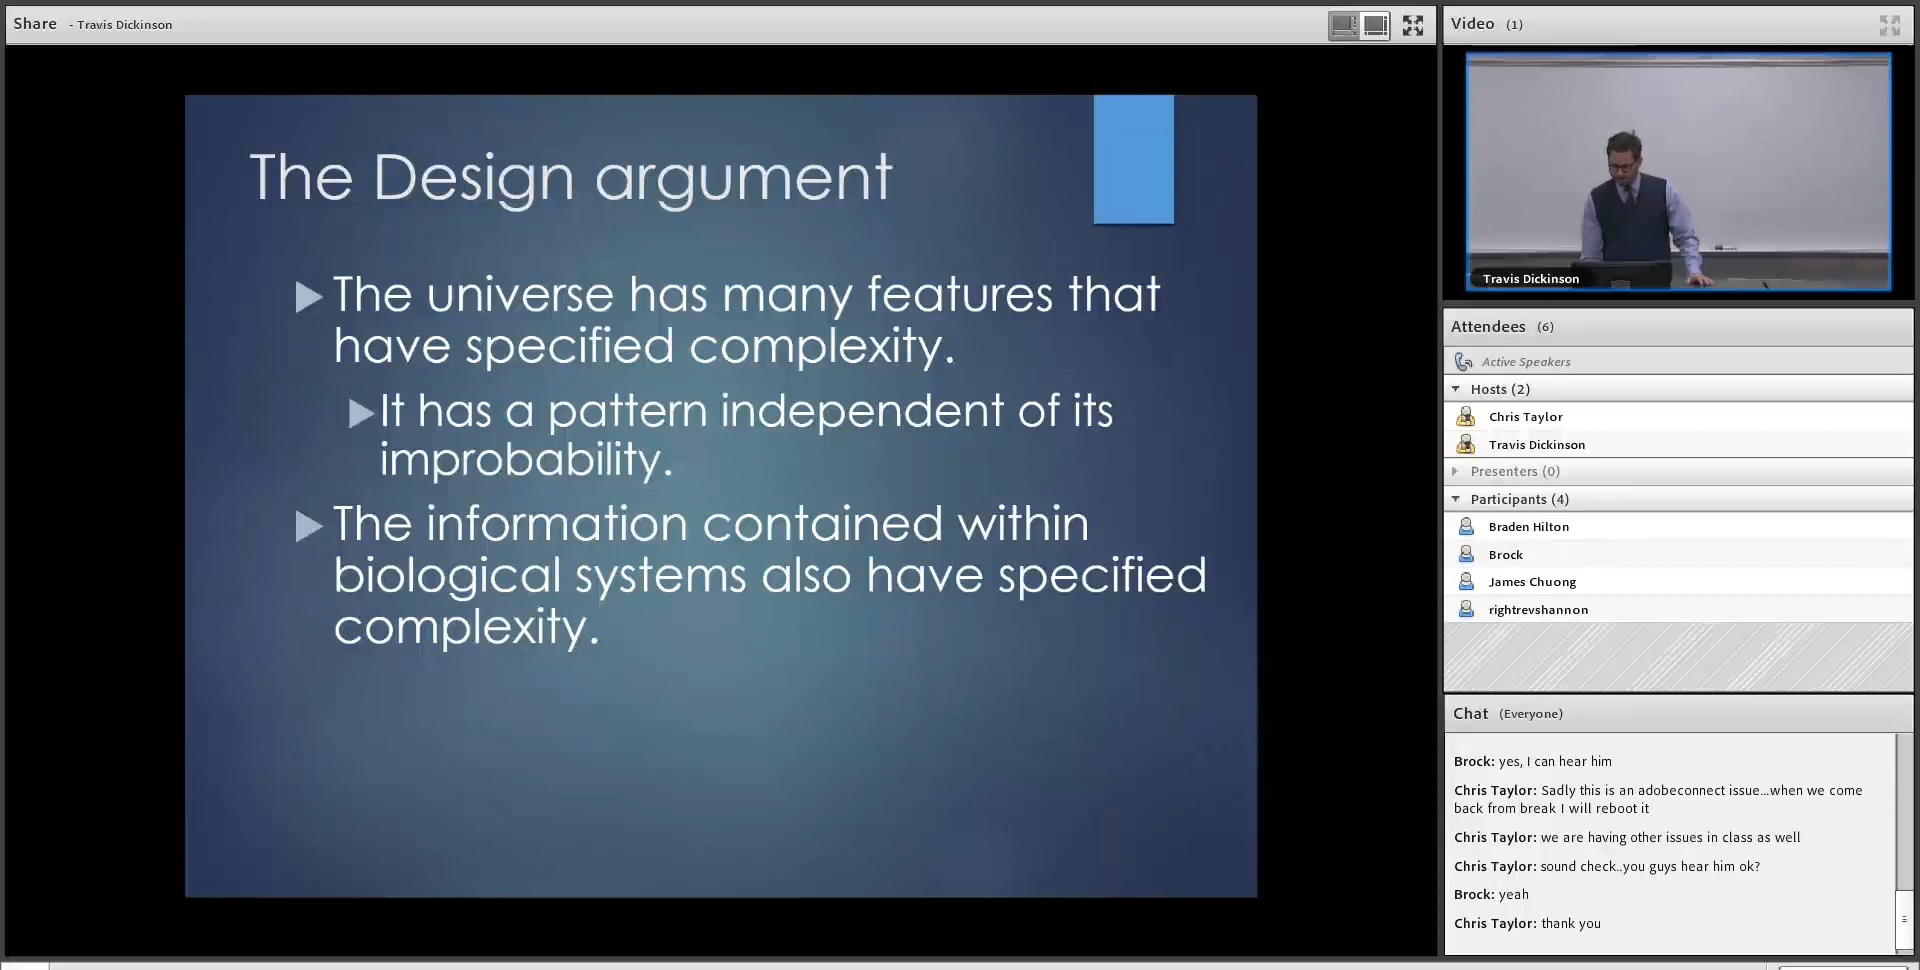 Share - Travis Dickinson
The Design argument
The universe has many features that
have specified complexity.
It has a pattern independent of its
improbability.
The information contained within
biological systems also have specified
complexity.
Video (1)
Travis Dickinson
Attendees (6)
Active Speakers
Hosts (2)
Chris Taylor
Travis Dickinson
Presenters (0)
Participants (4)
Braden Hilton
Brock
James Chuong
rightrevshannon
Chat (Everyone)
Brock: yes, I can hear him
Chris Taylor: Sadly this is an adobeconnect issue...when we come
back from break I will reboot it
Chris Taylor: we are having other issues in class as well
Chris Taylor: sound check..you guys hear him ok?
Brock: yeah
Chris Taylor: thank you